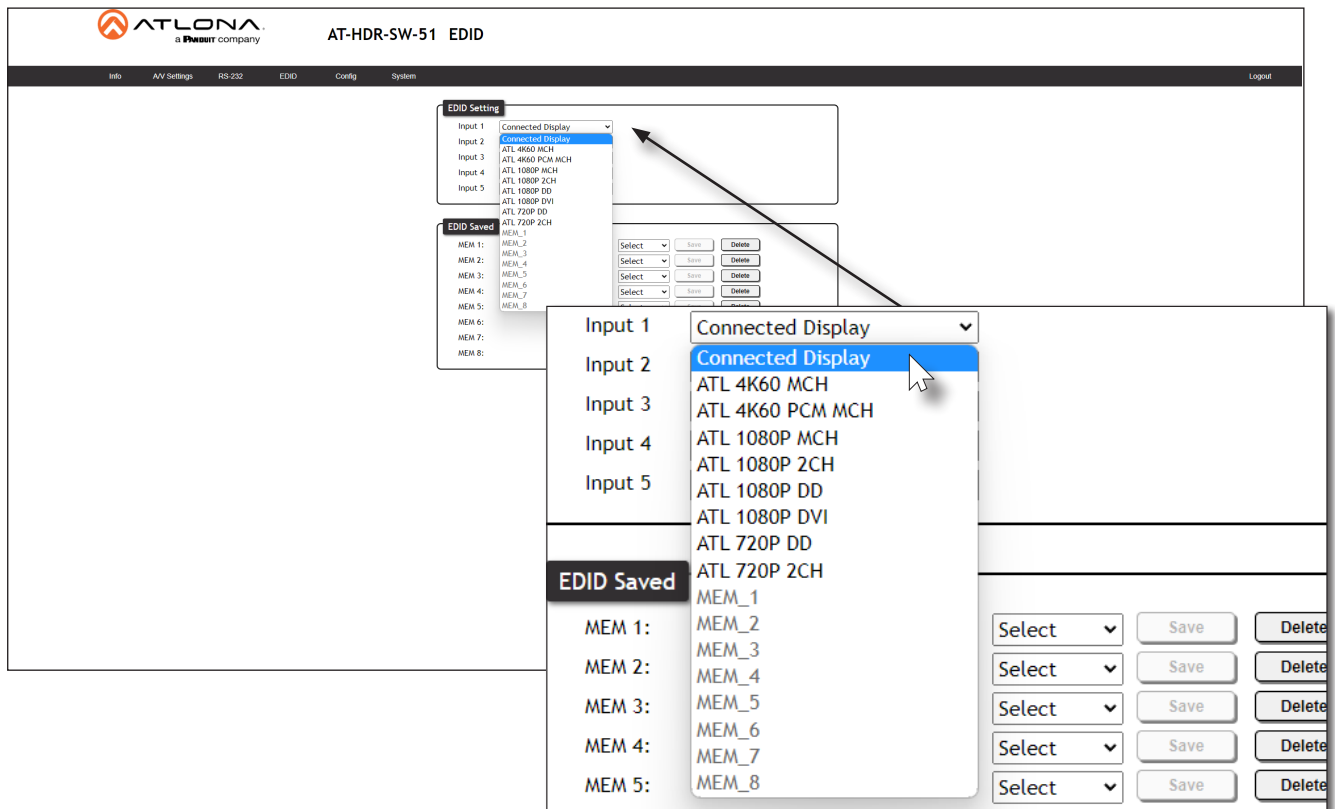 ATLONA.
a PANDUIT company
AT-HDR-SW-51 EDID
Info A/V Settings RS-232 EDID Config System Logout
EDID Setting
Input 1 Connected Display
Input 2 Connected Display
ATL 4K60 MCH
Input 3 ATL 4K60 PCM MCH
Input 4 ATL 1080P MCH
ATL 1080P 2CH
Input 5 ATL 1080P DD
ATL 1080P DVI
ATL 720P DD
EDID Saved ATL 720P 2CH
MEM_1
MEM 1: MEM_2 Select Save Delete
MEM_3
MEM 2: MEM_4 Select Save Delete
MEM 3: MEM_5 Select Save Delete
MEM_6
MEM 4: MEM_7 Select Save Delete
MEM 5: MEM_8
MEM 6:
MEM 7:
MEM 8:
Input 1 Connected Display
Input 2 Connected Display
ATL 4K60 MCH
Input 3 ATL 4K60 PCM MCH
Input 4 ATL 1080P MCH
ATL 1080P 2CH
Input 5 ATL 1080P DD
ATL 1080P DVI
ATL 720P DD
EDID Saved ATL 720P 2CH
MEM_1
MEM 1: MEM_2 Select Save Delete
MEM_3
MEM 2: MEM_4 Select Save Delete
MEM 3: MEM_5 Select Save Delete
MEM_6
MEM 4: MEM_7 Select Save Delete
MEM 5: MEM_8 Select Save Delete